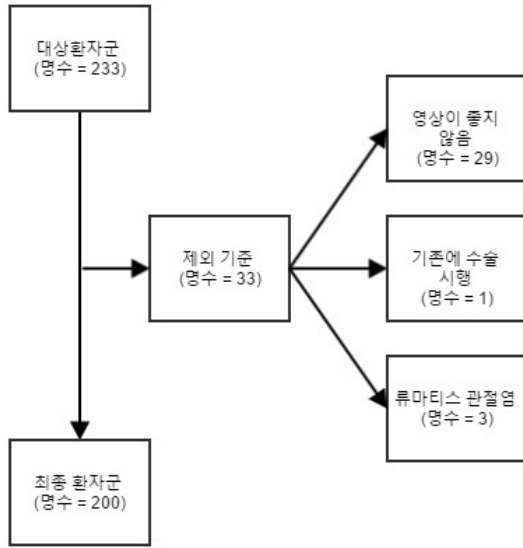 대상환자군
(명수 = 233)
영상이 좋지
않음
(명수 = 29)
제외 기준
(명수 = 33)
기존에 수술
시행
(명수 = 1)
류마티스 관절염
(명수 = 3)
최종 환자군
(명수 = 200)